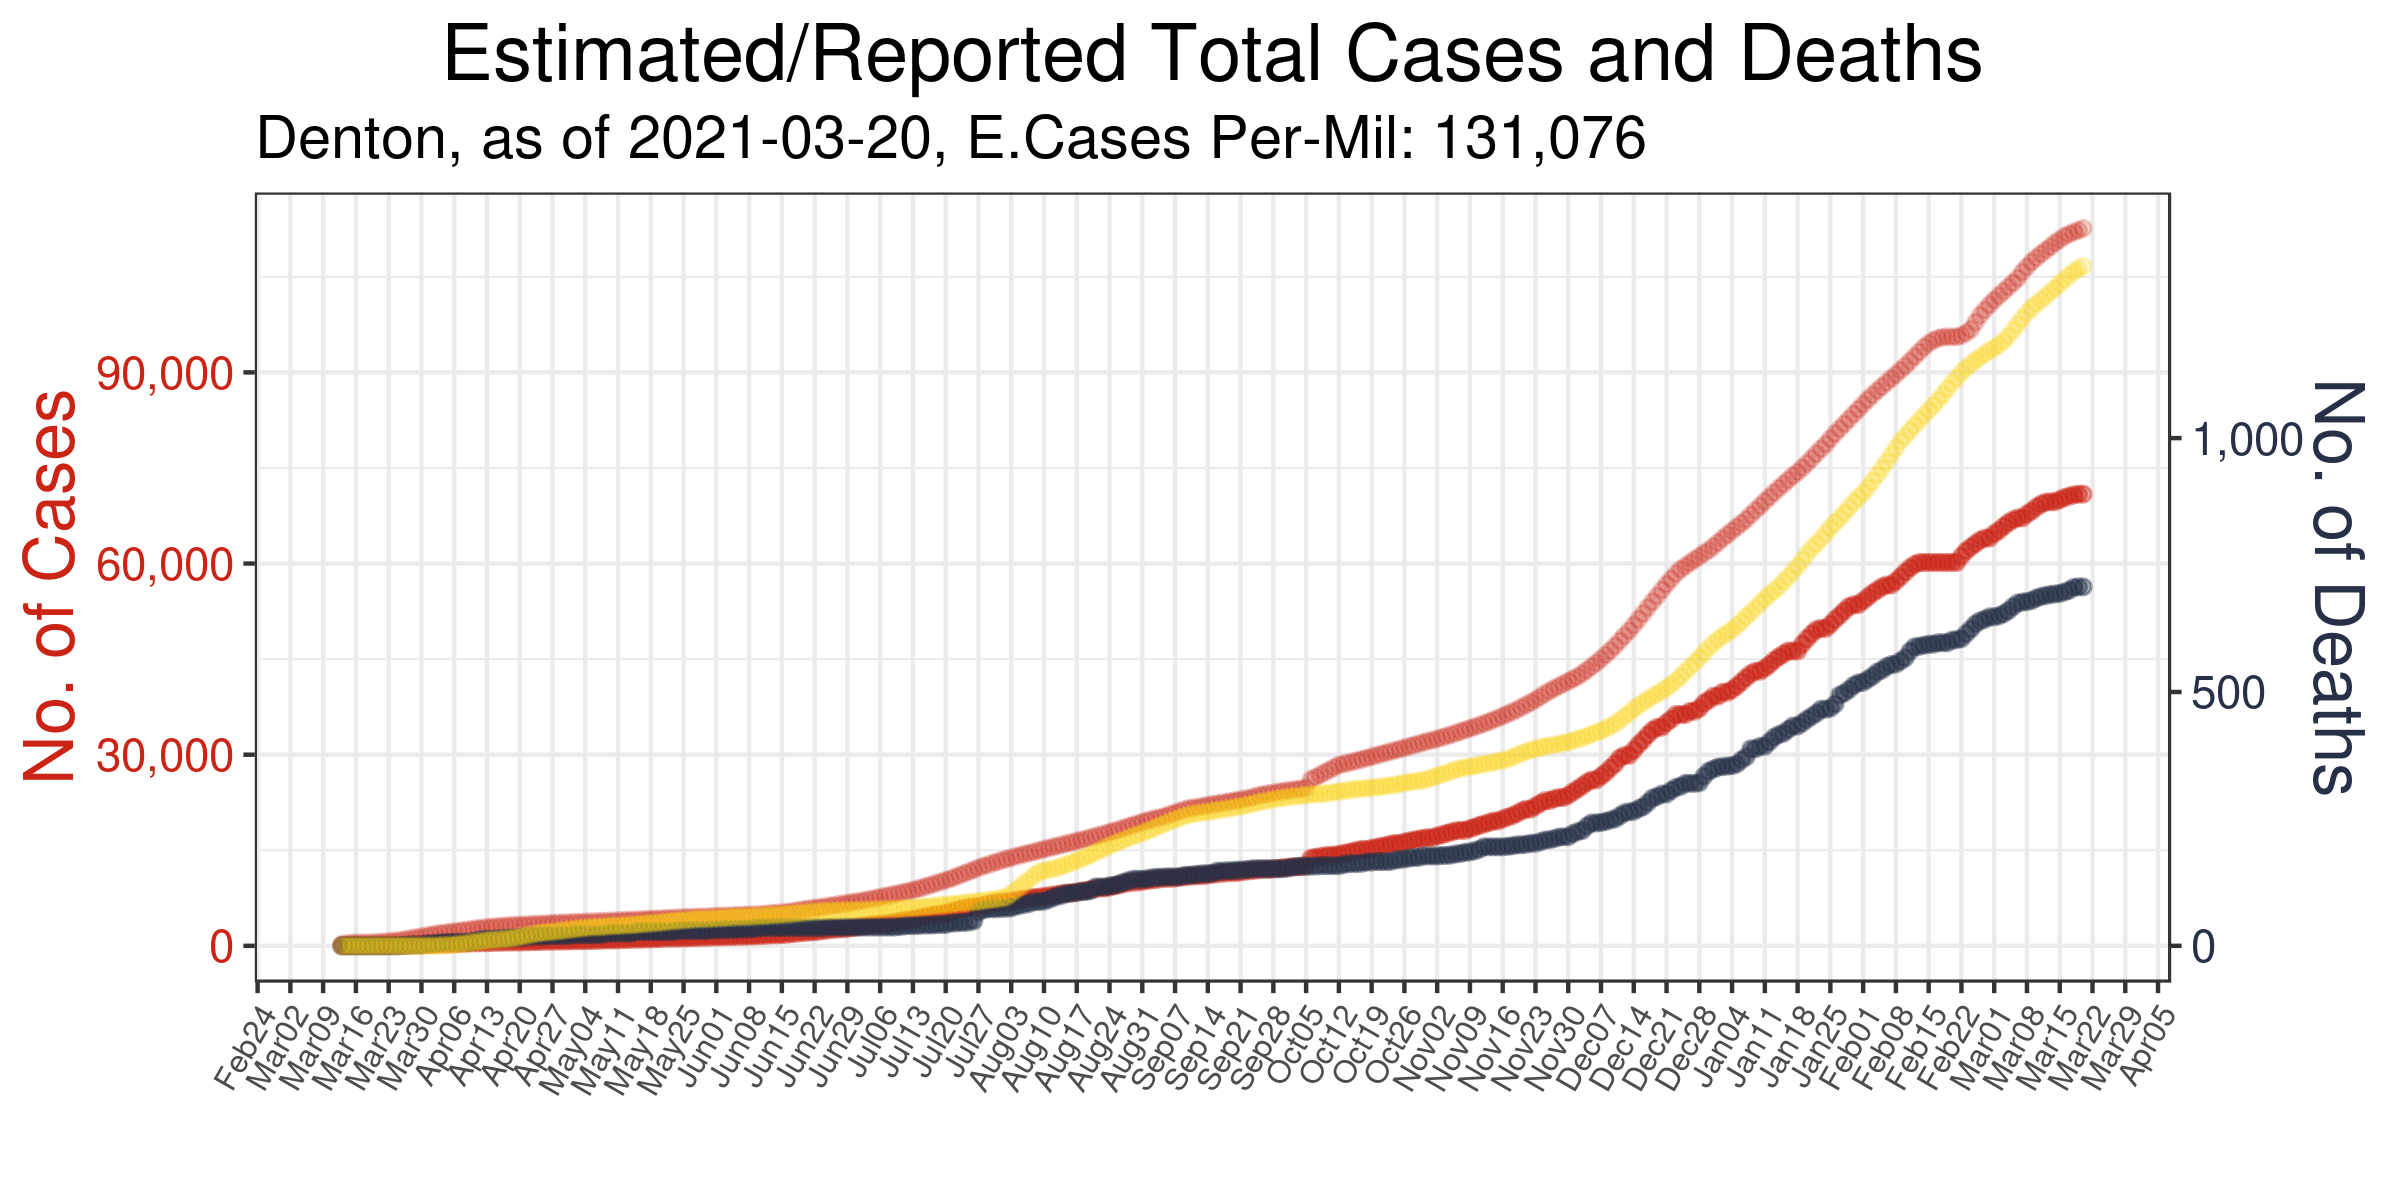 Estimated/Reported Total Cases and Deaths
Denton, as of 2021-03-20, E.Cases Per-Mil: 131,076
No. of Cases
90,000
60,000
30,000
0
1,000
500
0
No. of Deaths
Feb24 Mar02 Mar09 Mar16 Mar23 Mar30 Apr06 Apr13 Apr20 Apr27 May04 May11 May18 May25 Jun01 Jun08 Jun15 Jun22 Jun29 Jul06 Jul13 Jul20 Jul27 Aug03 Aug10 Aug17 Aug24 Aug31 Sep07 Sep14 Sep21 Sep28 Oct05 Oct12 Oct19 Oct26 Nov02 Nov09 Nov16 Nov23 Nov30 Dec07 Dec14 Dec21 Dec28 Jan04 Jan11 Jan18 Jan25 Feb01 Feb08 Feb15 Feb22 Mar01 Mar08 Mar15 Mar22 Mar29 Apr05